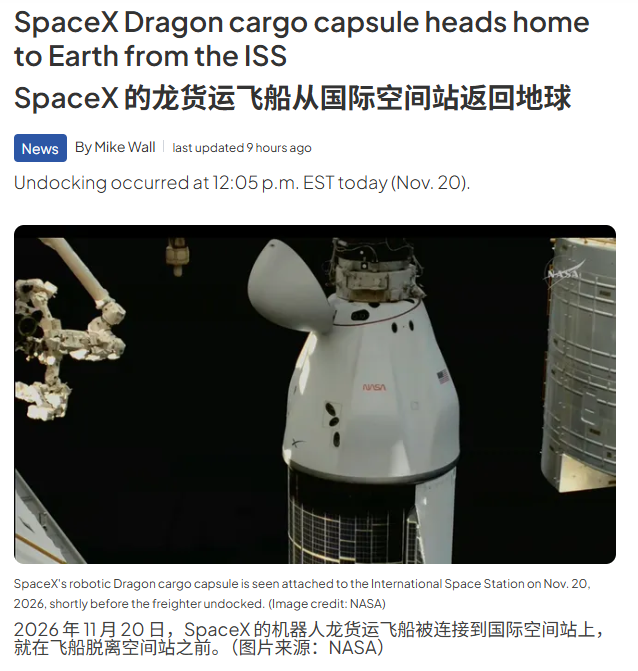 SpaceX Dragon cargo capsule heads home
to Earth from the ISS
SpaceX 的龙货运飞船从国际空间站返回地球
News By Mike Wall last updated 9 hours ago
Undocking occurred at 12:05 p.m. EST today (Nov. 20).
NASA
NASA
SpaceX's robotic Dragon cargo capsule is seen attached to the International Space Station on Nov. 20,
2026, shortly before the freighter undocked. (Image credit: NASA)
2026 年 11 月 20 日，SpaceX 的机器人龙货运飞船被连接到国际空间站上，
就在飞船脱离空间站之前。（图片来源：NASA）